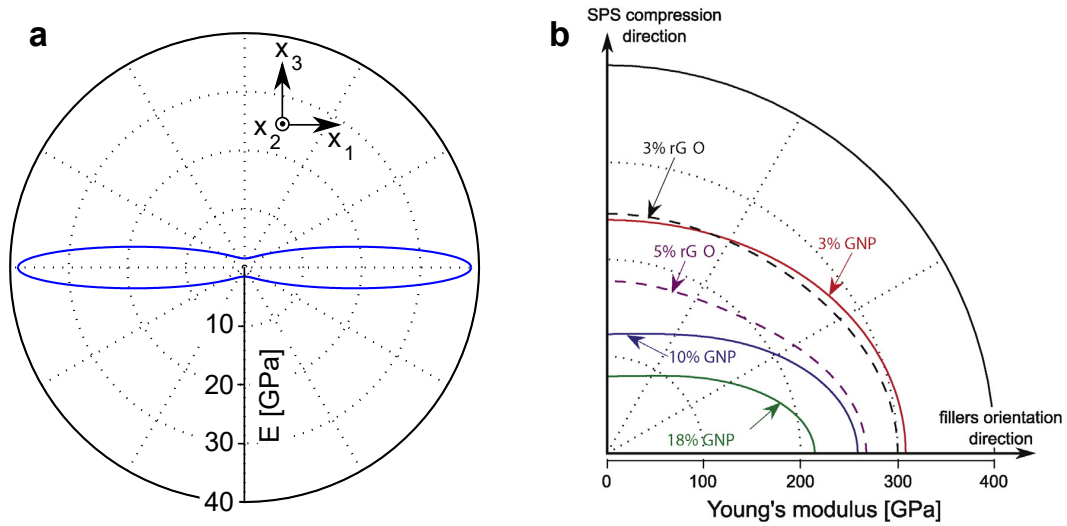 a
x3
x2
x1
10
20
30
40
E [GPa]
b
SPS compression
direction
3% rG O
3% GNP
5% rG O
10% GNP
18% GNP
fillers orientation
direction
0
100
200
300
400
Young's modulus [GPa]